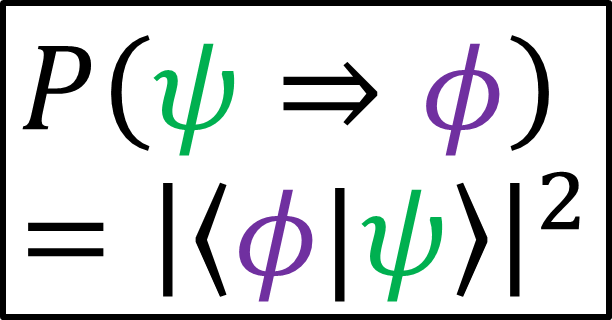 P(ψ ⇒ ϕ)
= |⟨ϕ|ψ⟩|²